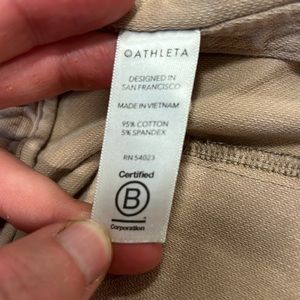 ATHLETA
DESIGNED IN
SAN FRANCISCO
MADE IN VIETNAM
95% COTTON
5% SPANDEX
RN 54023
Certified
B
Corporation